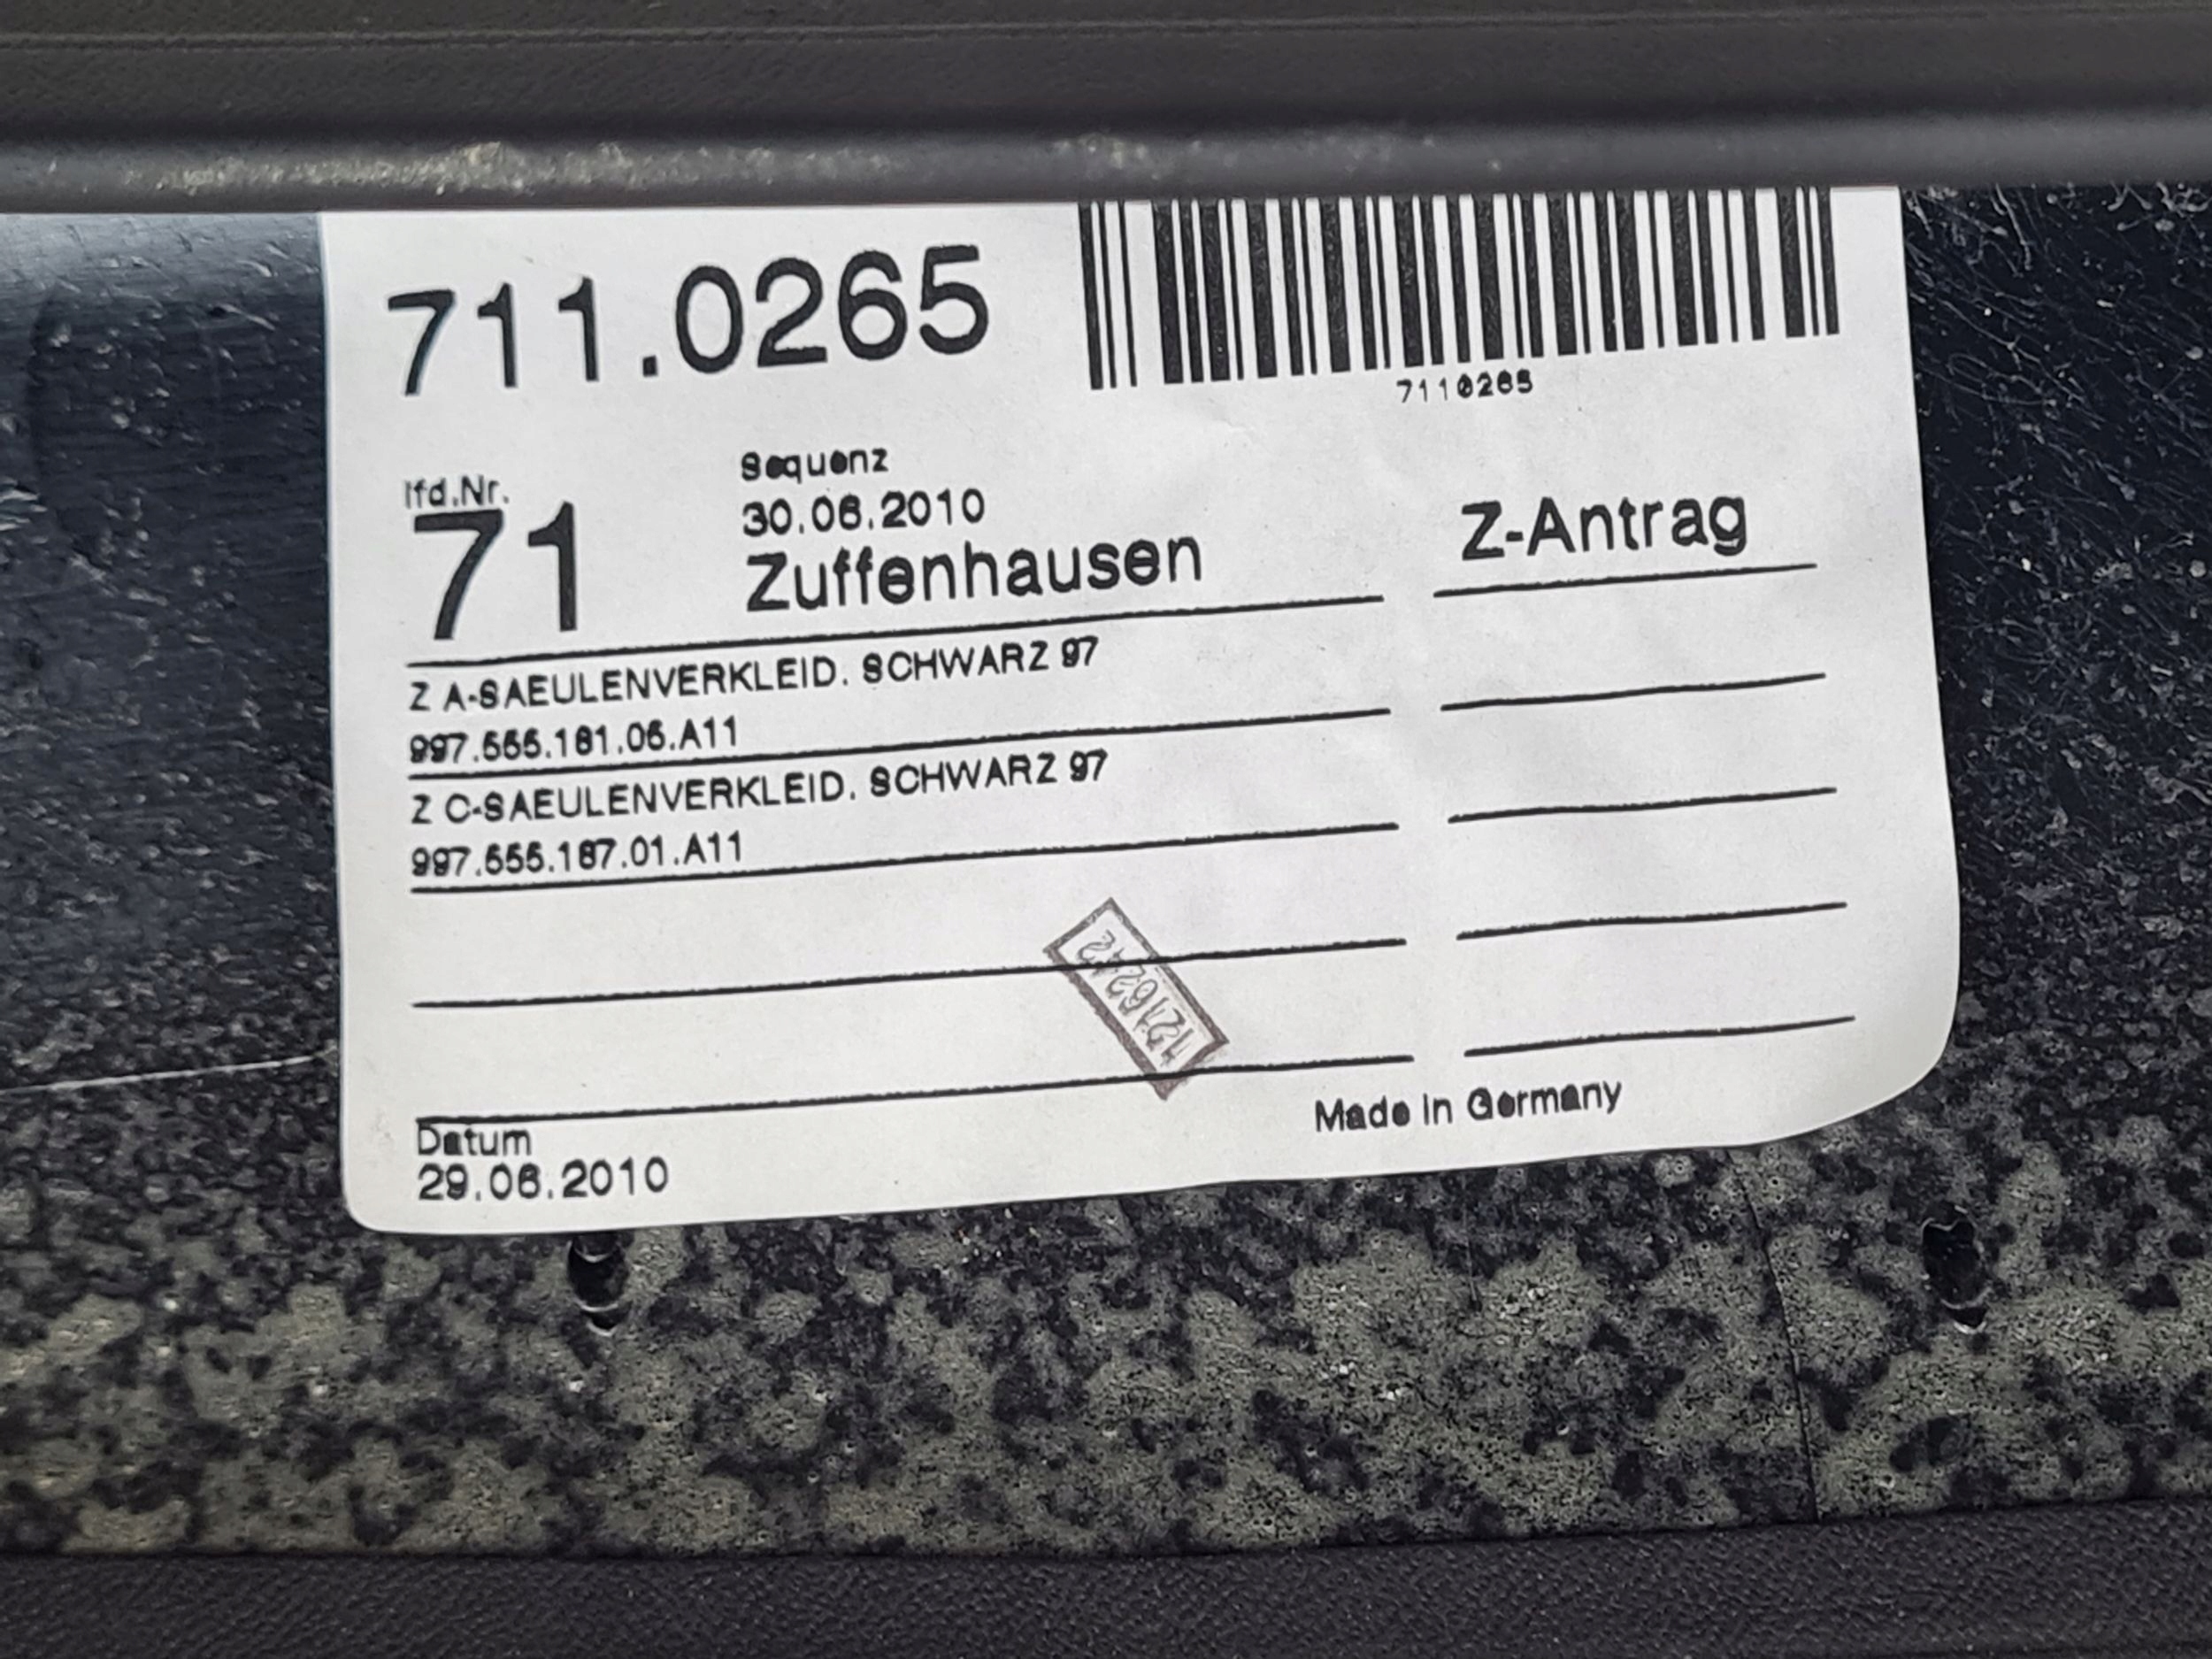 711.0265
7110265
lfd.Nr.
71
Sequenz
30.06.2010
Zuffenhausen
Z-Antrag
Z A-SAEULENVERKLEID. SCHWARZ 97
997.555.181.06.A11
Z C-SAEULENVERKLEID. SCHWARZ 97
997.555.187.01.A11
Made in Germany
Datum
29.06.2010